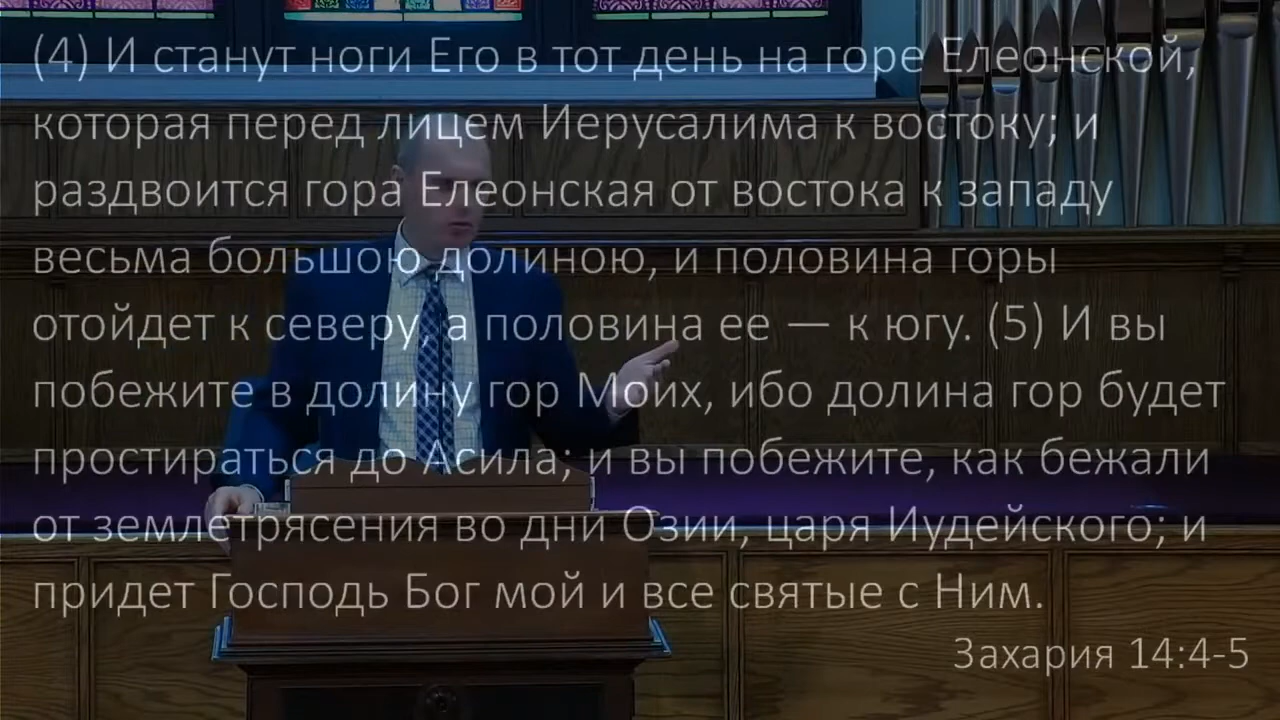 (4) И станут ноги Его в тот день на горе Елеонской,
которая перед лицем Иерусалима к востоку; и
раздвоится гора Елеонская от востока к западу
весьма большою долиною, и половина горы
отойдет к северу, а половина ее — к югу. (5) И вы
побежите в долину гор Моих, ибо долина гор будет
простираться до Асила; и вы побежите, как бежали
от землетрясения во дни Озии, царя Иудейского; и
придет Господь Бог мой и все святые с Ним.
Захария 14:4-5